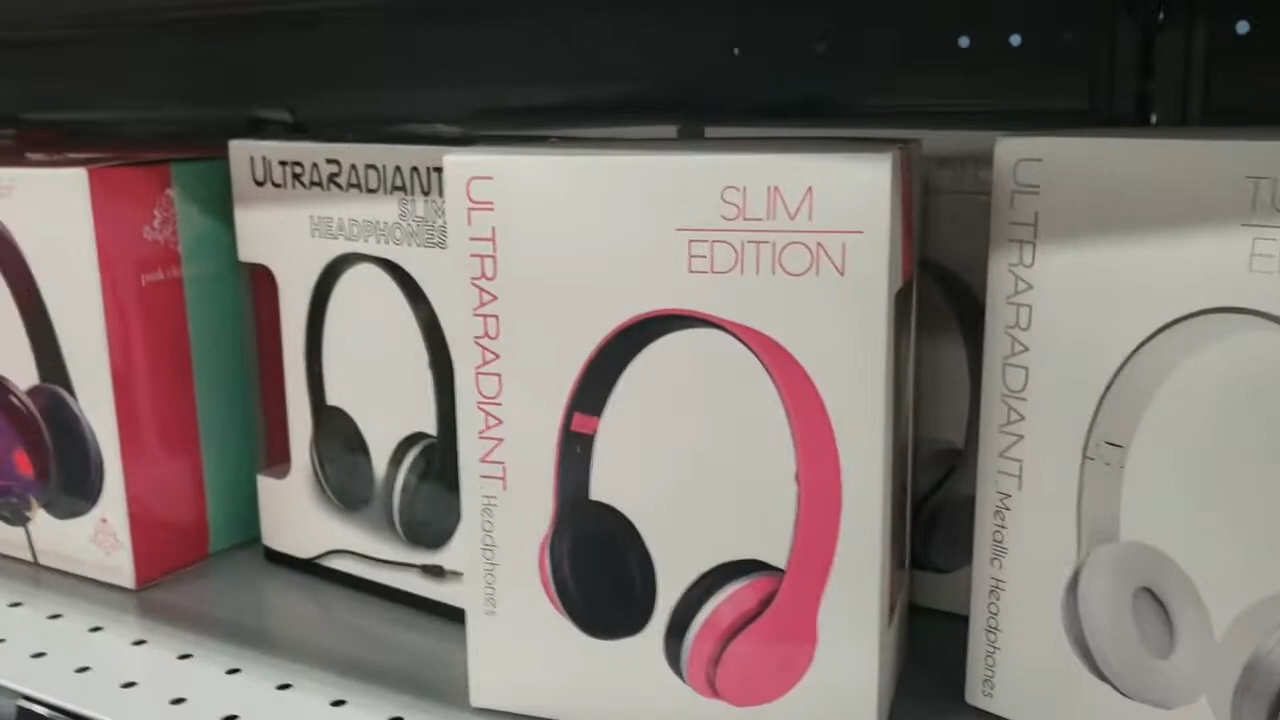 ULTRARADIANT
SLIM
HEADPHONES
ULTRARADIANT Headphones
SLIM
EDITION
ULTRARADIANT Metallic Headphones